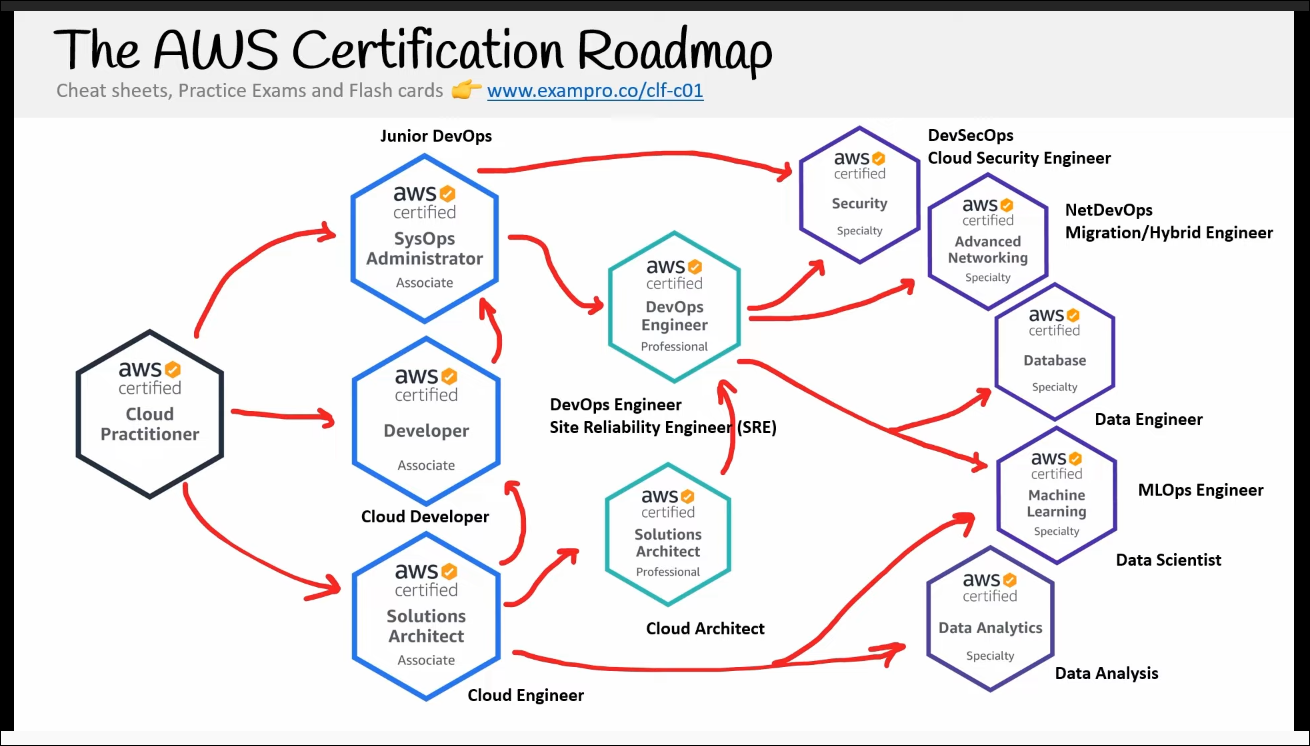 The AWS Certification Roadmap
Cheat sheets, Practice Exams and Flash cards 👉 www.exampro.co/clf-c01
Junior DevOps
aws
certified
SysOps
Administrator
Associate
aws
certified
Cloud
Practitioner
aws
certified
Developer
Associate
Cloud Developer
aws
certified
Solutions
Architect
Associate
Cloud Engineer
aws
certified
DevOps
Engineer
Professional
DevOps Engineer
Site Reliability Engineer (SRE)
aws
certified
Solutions
Architect
Professional
Cloud Architect
aws
certified
Security
Specialty
DevSecOps
Cloud Security Engineer
aws
certified
Advanced
Networking
Specialty
NetDevOps
Migration/Hybrid Engineer
aws
certified
Database
Specialty
Data Engineer
aws
certified
Machine
Learning
Specialty
MLOps Engineer
Data Scientist
aws
certified
Data Analytics
Specialty
Data Analysis